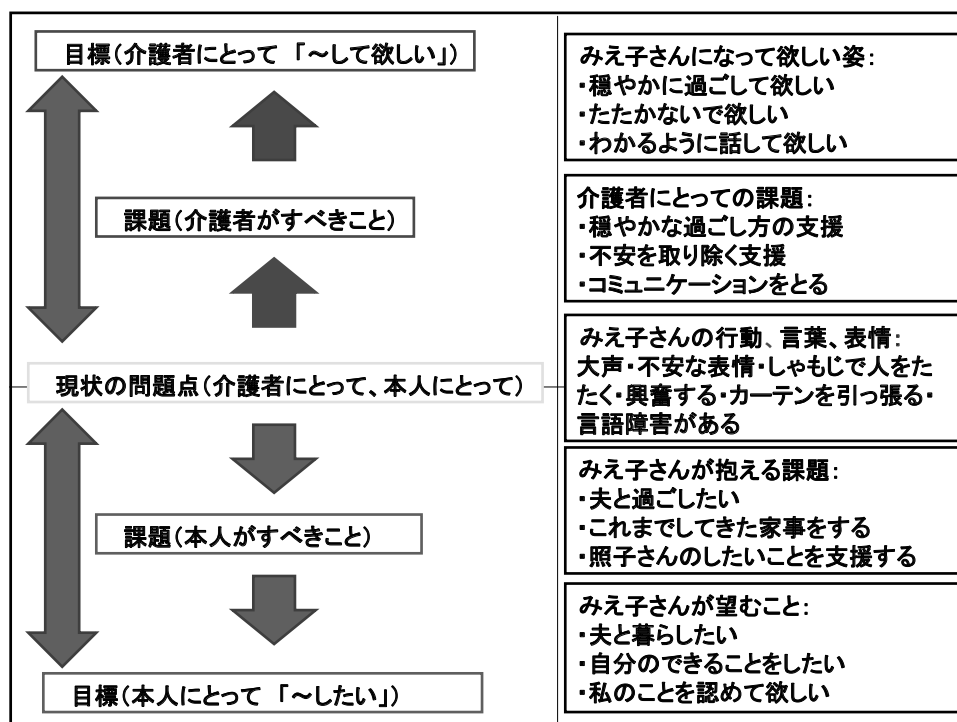 目標(介護者にとって 「～して欲しい」)
課題(介護者がすべきこと)
現状の問題点(介護者にとって、本人にとって)
課題(本人がすべきこと)
目標(本人にとって 「～したい」)
みえ子さんになって欲しい姿:
・穏やかに過ごして欲しい
・たたかないで欲しい
・わかるように話して欲しい
介護者にとっての課題:
・穏やかな過ごし方の支援
・不安を取り除く支援
・コミュニケーションをとる
みえ子さんの行動、言葉、表情:
大声・不安な表情・しゃもじで人をた
たく・興奮する・カーテンを引っ張る・
言語障害がある
みえ子さんが抱える課題:
・夫と過ごしたい
・これまでしてきた家事をする
・照子さんのしたいことを支援する
みえ子さんが望むこと:
・夫と暮らしたい
・自分のできることをしたい
・私のことを認めて欲しい